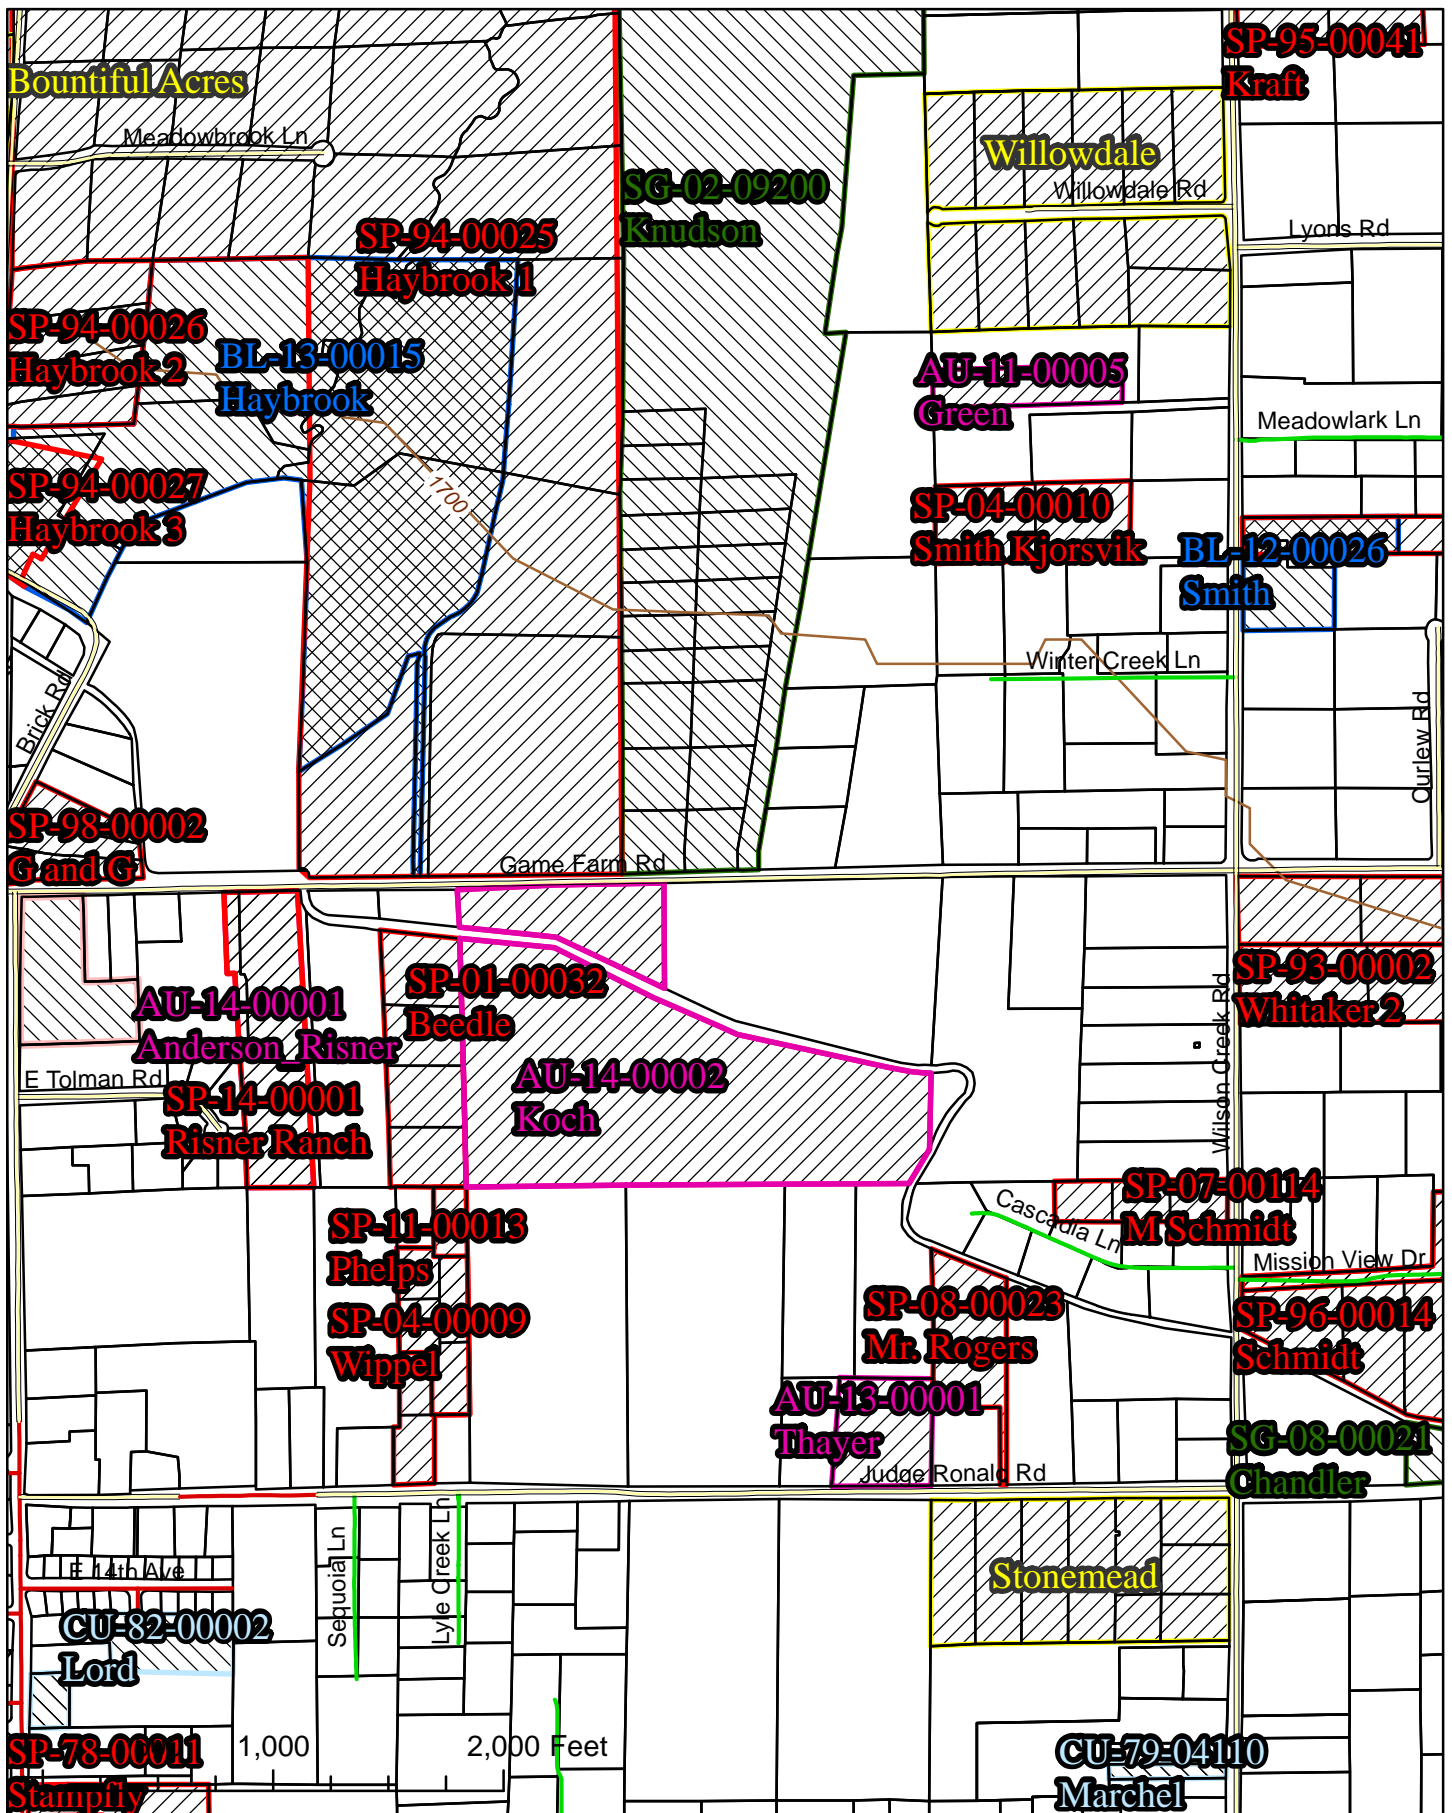 SP-95-00041
Kraft
Bountiful Acres
Meadowbrook Ln
Willowdale
Willowdale Rd
SG-02-09200
Knudson
Lyons Rd
SP-94-00025
Haybrook 1
SP-94-00026
Haybrook 2
BL-13-00015
Haybrook
AU-11-00005
Green
Meadowlark Ln
SP-94-00027
Haybrook 3
1700
SP-04-00010
Smith Kjorsvik
BL-12-00026
Smith
Winter Creek Ln
Brick Rd
Curlew Rd
SP-98-00002
G and G
Game Farm Rd
SP-01-00032
Beedle
SP-93-00002
Whitaker 2
AU-14-00001
Anderson_Risner
Wilson Creek Rd
E Tolman Rd
AU-14-00002
Koch
SP-14-00001
Risner Ranch
SP-07-00114
M Schmidt
Cascadia Ln
SP-11-00013
Phelps
Mission View Dr
SP-04-00009
Wippel
SP-08-00023
Mr. Rogers
SP-96-00014
Schmidt
AU-13-00001
Thayer
SG-08-00021
Chandler
Judge Ronald Rd
Sequoia Ln
Lyle Creek Ln
E 14th Ave
Stonemead
CU-82-00002
Lord
SP-78-00011
Stampfly
1,000
2,000 Feet
CU-79-04110
Marchel